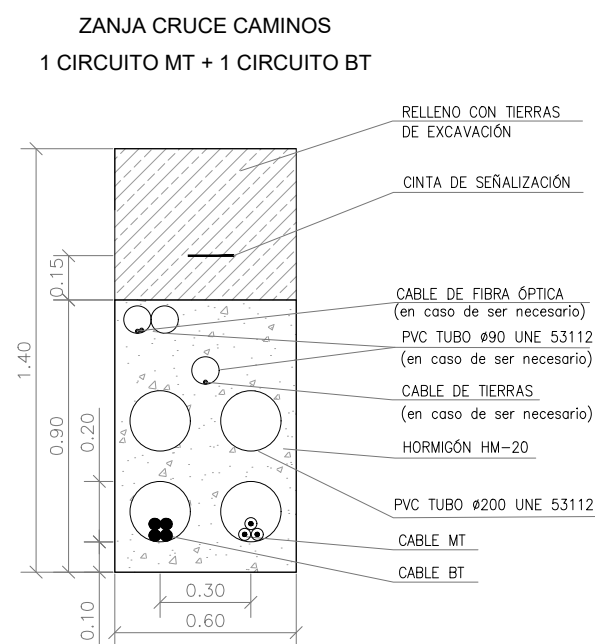 ZANJA CRUCE CAMINOS
1 CIRCUITO MT + 1 CIRCUITO BT
RELLENO CON TIERRAS
DE EXCAVACIÓN
CINTA DE SEÑALIZACIÓN
0.15
CABLE DE FIBRA ÓPTICA
(en caso de ser necesario)
PVC TUBO ø90 UNE 53112
(en caso de ser necesario)
1.40
CABLE DE TIERRAS
(en caso de ser necesario)
0.90
0.20
HORMIGÓN HM-20
PVC TUBO ø200 UNE 53112
CABLE MT
CABLE BT
0.30
0.10
0.60